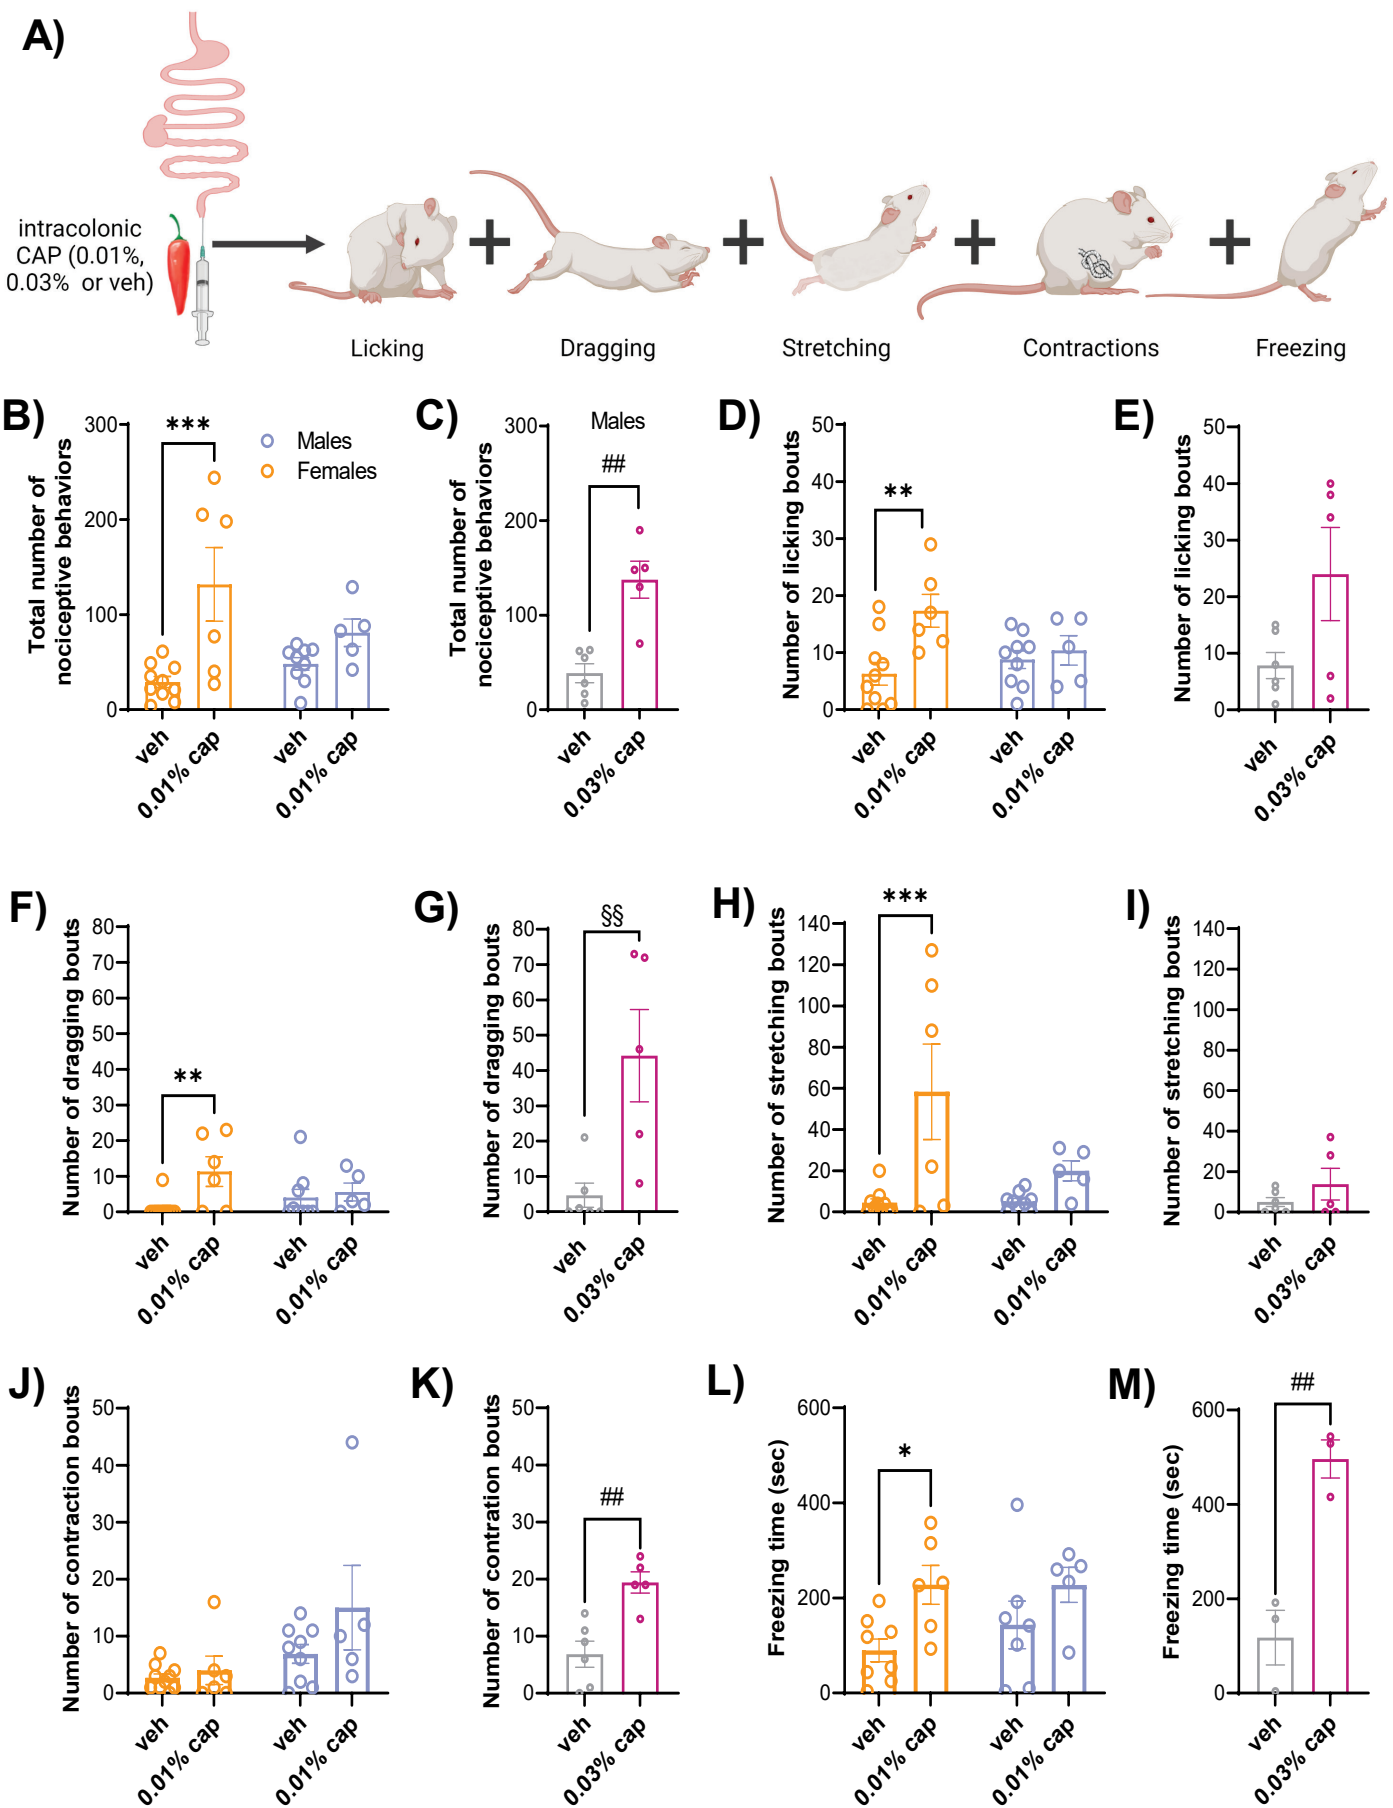 A)
intracolonic
CAP (0.01%,
0.03% or veh)
Licking
Dragging
Stretching
Contractions
Freezing
B)
Total number of
nociceptive behaviors
300
200
100
0
***
Males
Females
veh
0.01% cap
veh
0.01% cap
C)
Males
Total number of
nociceptive behaviors
300
200
100
0
##
veh
0.03% cap
D)
Number of licking bouts
50
40
30
20
10
0
**
veh
0.01% cap
veh
0.01% cap
E)
Number of licking bouts
50
40
30
20
10
0
veh
0.03% cap
F)
Number of dragging bouts
80
70
60
50
40
30
20
10
0
**
veh
0.01% cap
veh
0.01% cap
G)
Number of dragging bouts
80
70
60
50
40
30
20
10
0
§§
veh
0.03% cap
H)
Number of stretching bouts
140
120
100
80
60
40
20
0
***
veh
0.01% cap
veh
0.01% cap
I)
Number of stretching bouts
140
120
100
80
60
40
20
0
veh
0.03% cap
J)
Number of contraction bouts
50
40
30
20
10
0
veh
0.01% cap
veh
0.01% cap
K)
Number of contration bouts
50
40
30
20
10
0
##
veh
0.03% cap
L)
Freezing time (sec)
600
400
200
0
*
veh
0.01% cap
veh
0.01% cap
M)
Freezing time (sec)
600
400
200
0
##
veh
0.03% cap